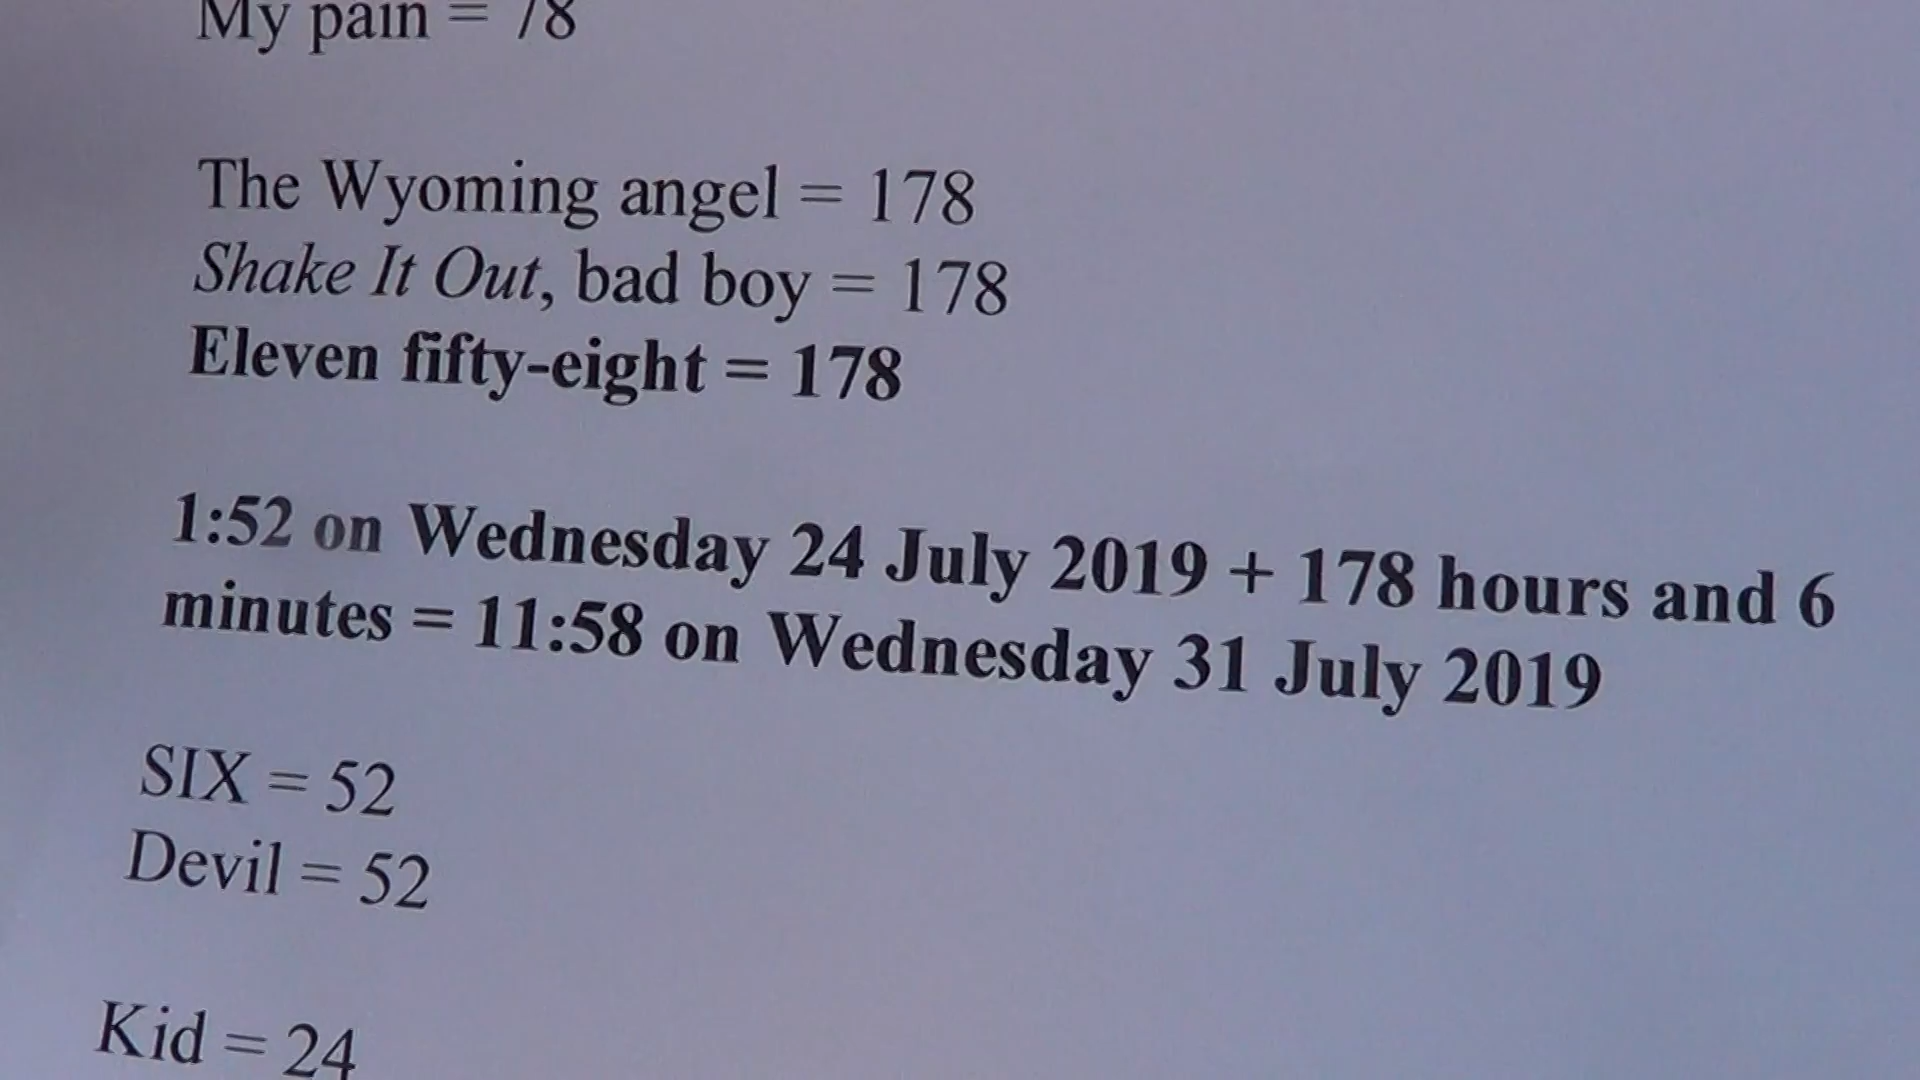 My pain = 78
The Wyoming angel = 178
Shake It Out, bad boy = 178
Eleven fifty-eight = 178
1:52 on Wednesday 24 July 2019 + 178 hours and 6
minutes = 11:58 on Wednesday 31 July 2019
SIX = 52
Devil = 52
Kid = 24